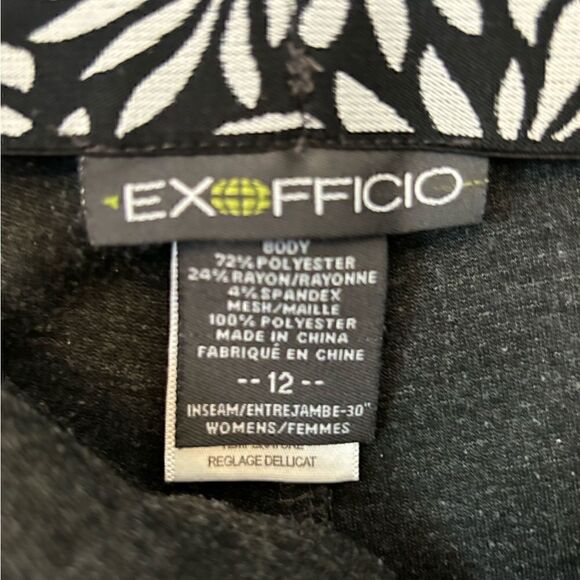 EXOFFICIO
BODY
72% POLYESTER
24% RAYON/RAYONNE
4% SPANDEX
MESH/MAILLE
100% POLYESTER
MADE IN CHINA
FABRIQUÉ EN CHINE
--12--
INSEAM/ENTREJAMBE-30"
WOMENS/FEMMES
REGLAGE DELLICAT